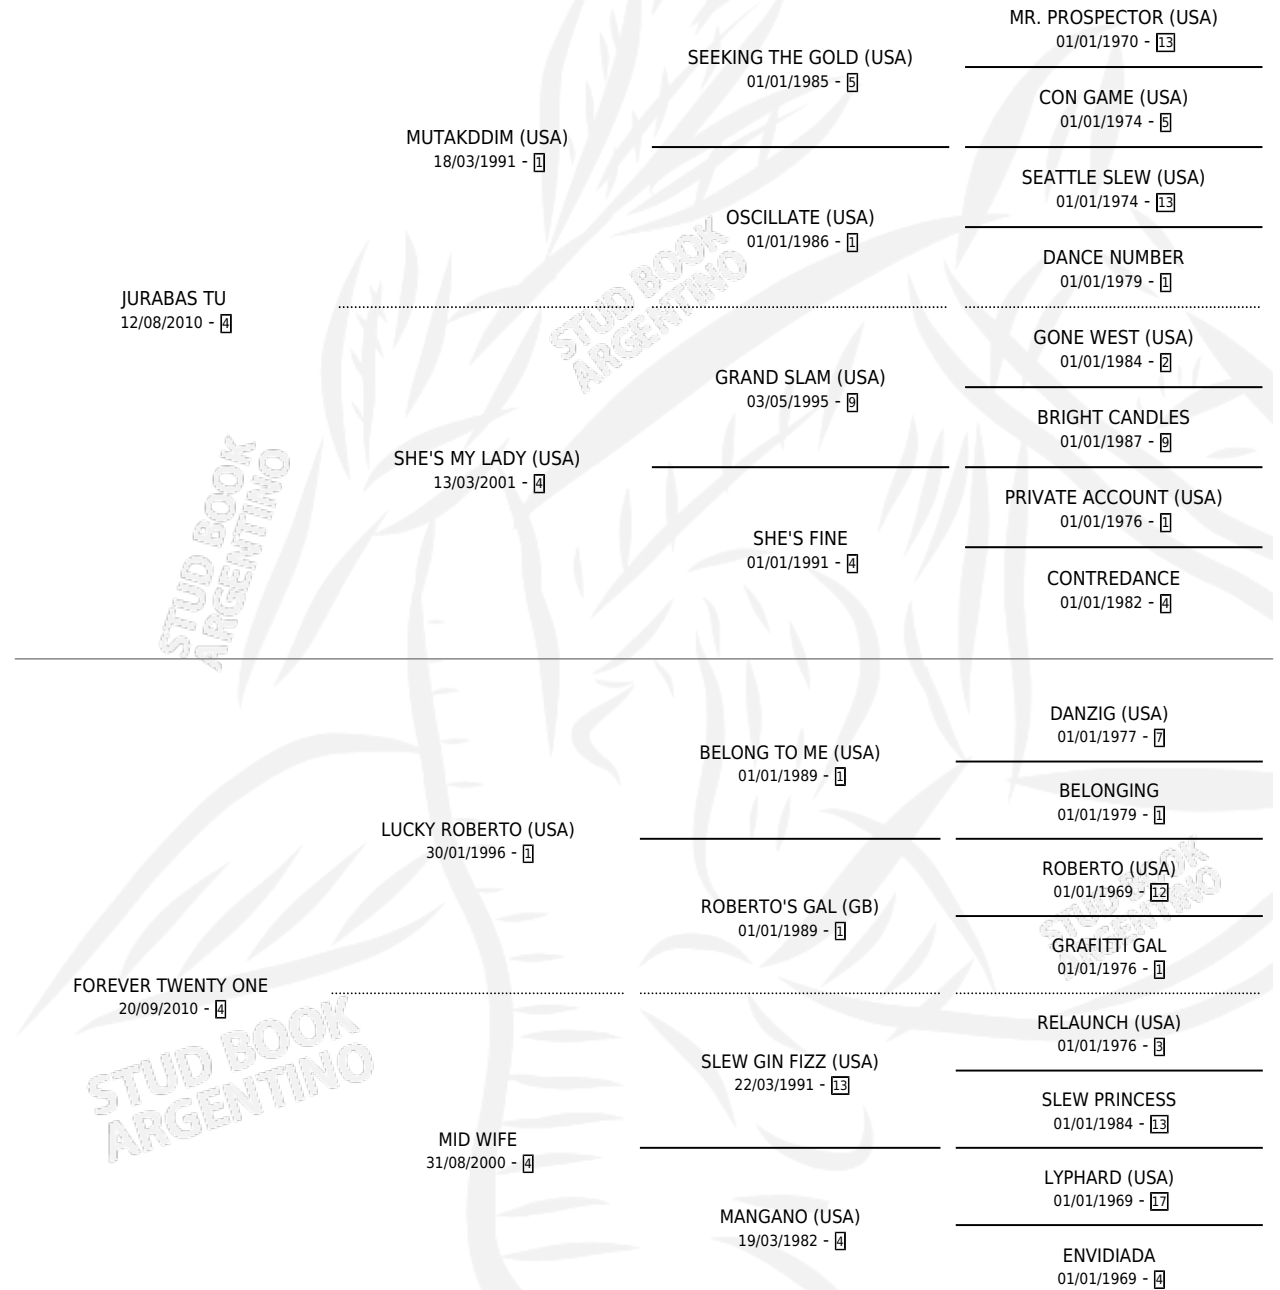 MR. PROSPECTOR (USA)
01/01/1970 - 13
SEEKING THE GOLD (USA)
01/01/1985 - 5
CON GAME (USA)
01/01/1974 - 5
MUTAKDDIM (USA)
18/03/1991 - 1
SEATTLE SLEW (USA)
01/01/1974 - 13
OSCILLATE (USA)
01/01/1986 - 1
DANCE NUMBER
01/01/1979 - 1
JURABAS TU
12/08/2010 - 4
STUD BOOK
ARGENTINO
GONE WEST (USA)
01/01/1984 - 2
GRAND SLAM (USA)
03/05/1995 - 9
BRIGHT CANDLES
01/01/1987 - 9
SHE'S MY LADY (USA)
13/03/2001 - 4
PRIVATE ACCOUNT (USA)
01/01/1976 - 1
SHE'S FINE
01/01/1991 - 4
CONTREDANCE
01/01/1982 - 4
STUD BOOK
ARGENTINO
DANZIG (USA)
01/01/1977 - 7
BELONG TO ME (USA)
01/01/1989 - 1
BELONGING
01/01/1979 - 1
LUCKY ROBERTO (USA)
30/01/1996 - 1
ROBERTO (USA)
01/01/1969 - 12
ROBERTO'S GAL (GB)
01/01/1989 - 1
GRAFITTI GAL
01/01/1976 - 1
STUD BOOK
ARGENTINO
FOREVER TWENTY ONE
20/09/2010 - 4
RELAUNCH (USA)
01/01/1976 - 3
SLEW GIN FIZZ (USA)
22/03/1991 - 13
SLEW PRINCESS
01/01/1984 - 13
STUD BOOK
ARGENTINO
MID WIFE
31/08/2000 - 4
LYPHARD (USA)
01/01/1969 - 17
MANGANO (USA)
19/03/1982 - 4
ENVIDIADA
01/01/1969 - 4